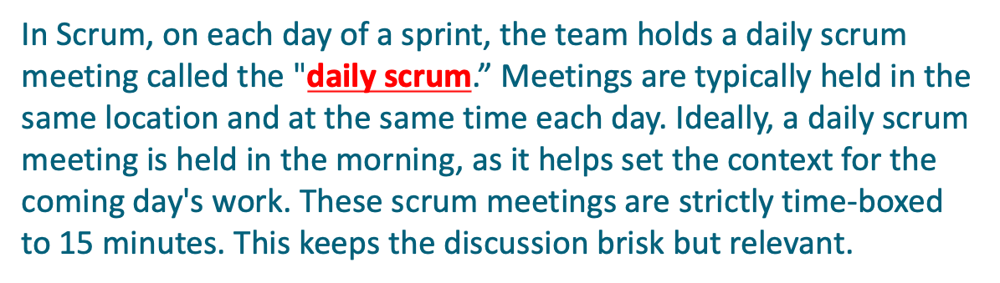 In Scrum, on each day of a sprint, the team holds a daily scrum
meeting called the "daily scrum.” Meetings are typically held in the
same location and at the same time each day. Ideally, a daily scrum
meeting is held in the morning, as it helps set the context for the
coming day's work. These scrum meetings are strictly time-boxed
to 15 minutes. This keeps the discussion brisk but relevant.